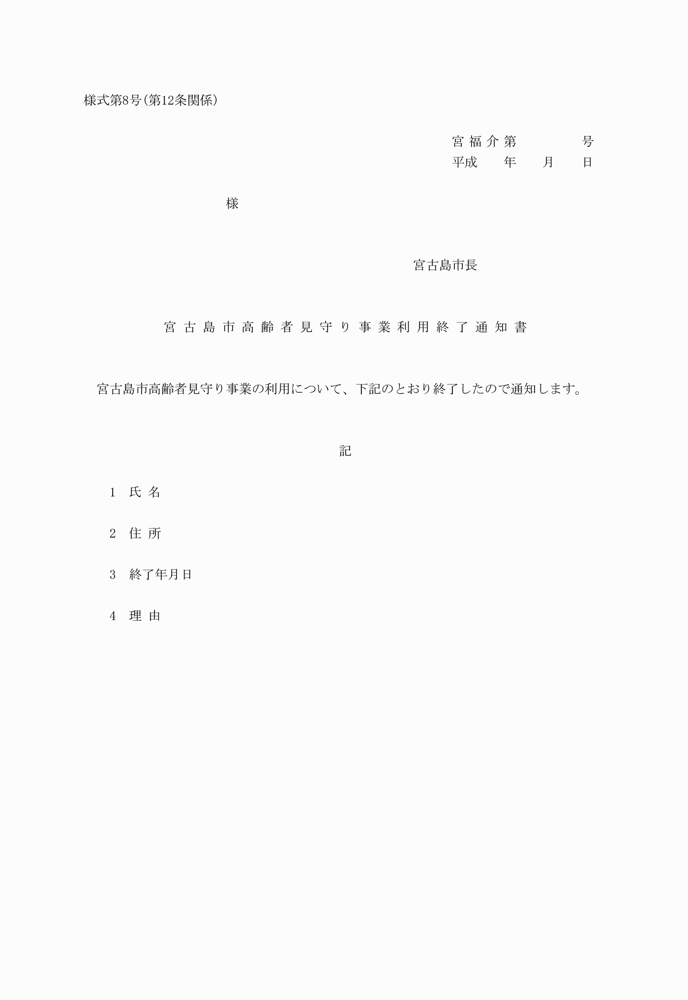 様式第8号(第12条関係)
宮 福 介 第　　　　　号
平成　　年　　月　　日
様
宮古島市長
宮 古 島 市 高 齢 者 見 守 り 事 業 利 用 終 了 通 知 書
宮古島市高齢者見守り事業の利用について、下記のとおり終了したので通知します。
記
1　氏 名
2　住 所
3　終了年月日
4　理 由